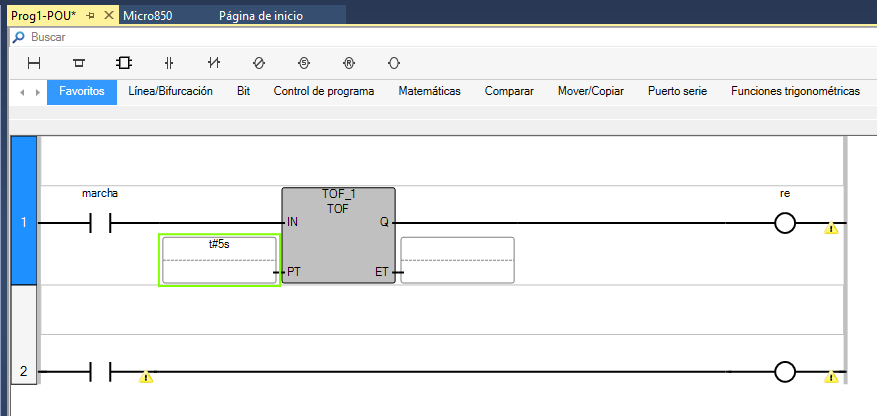 Prog1-POU* Micro850 Página de inicio
Buscar
Favoritos Línea/Bifurcación Bit Control de programa Matemáticas Comparar Mover/Copiar Puerto serie Funciones trigonométricas
marcha TOF_1 re
TOF
1 IN Q
t#5s
PT ET
2